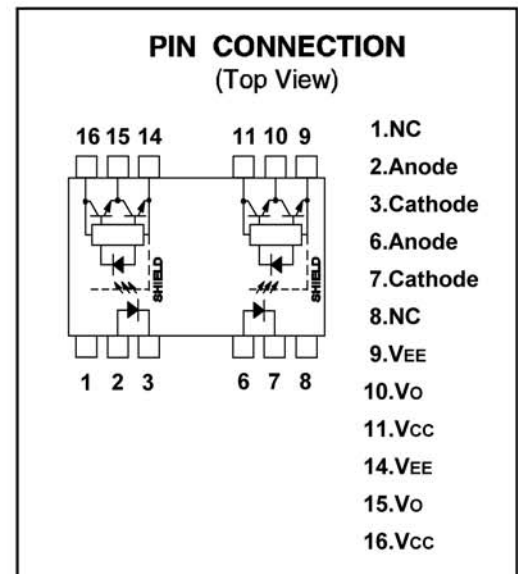 PIN CONNECTION
(Top View)
16 15 14 11 10 9
SHIELD
SHIELD
1 2 3 6 7 8
1.NC
2.Anode
3.Cathode
6.Anode
7.Cathode
8.NC
9.VEE
10.VO
11.VCC
14.VEE
15.VO
16.VCC